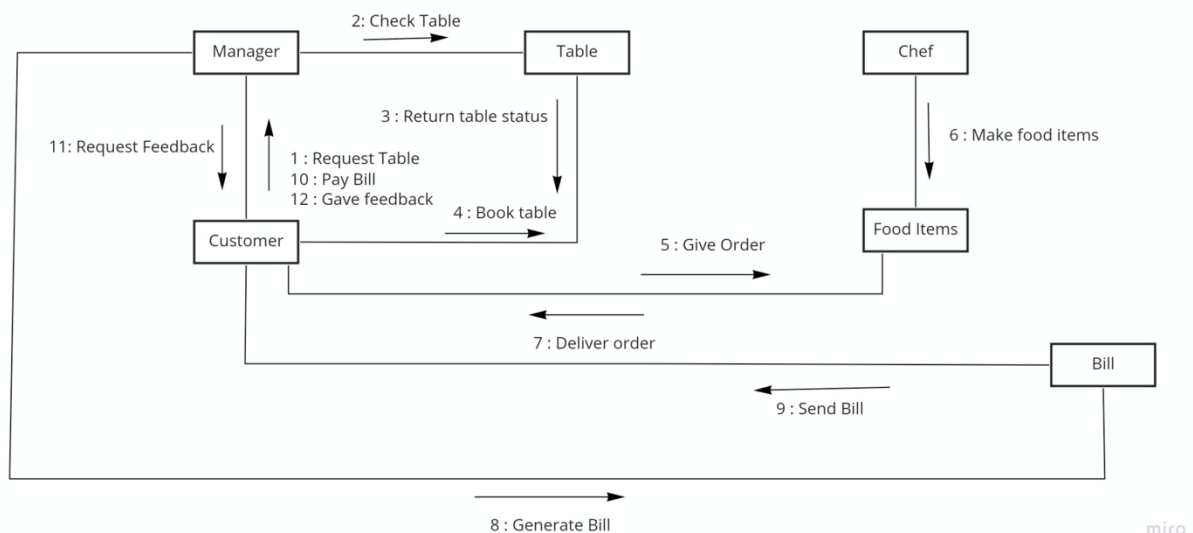 2: Check Table
Manager
Table
Chef
3 : Return table status
11: Request Feedback
6 : Make food items
1 : Request Table
10 : Pay Bill
12 : Gave feedback
4 : Book table
Customer
Food Items
5 : Give Order
7 : Deliver order
Bill
9 : Send Bill
8 : Generate Bill
miro